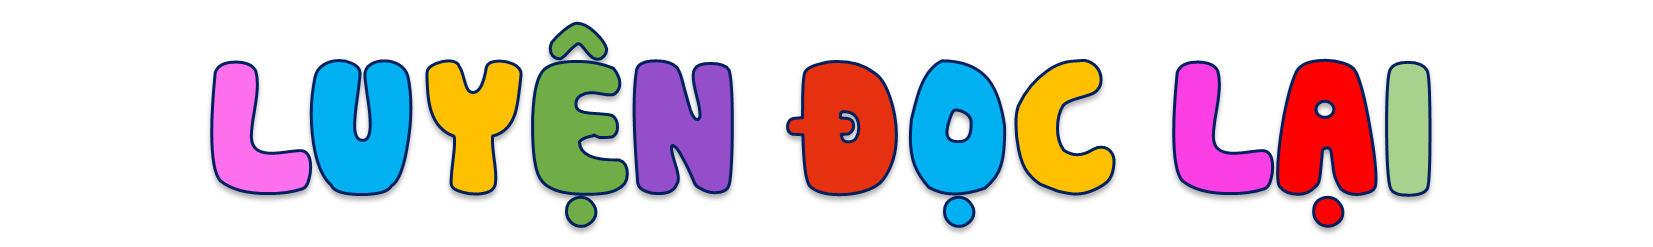 LUYỆN ĐỌC LẠI